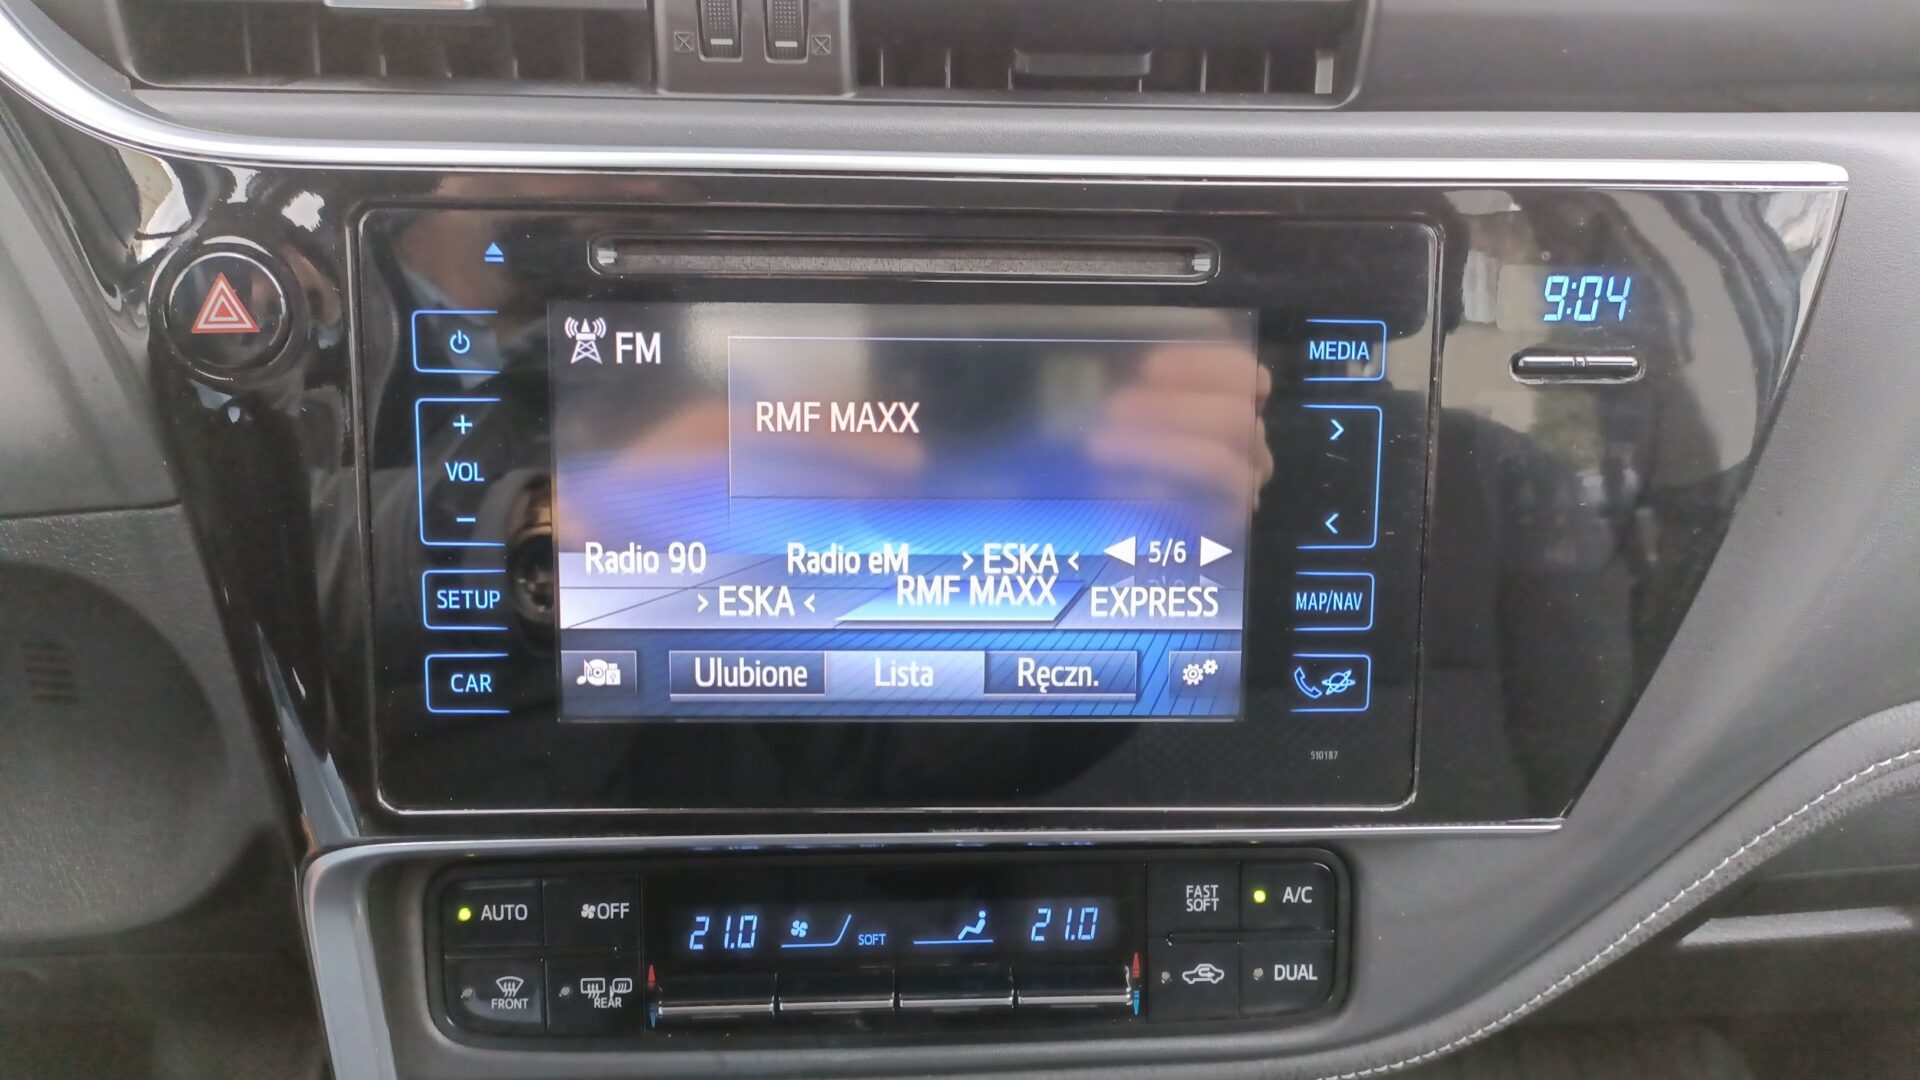 9:04
FM
MEDIA
RMF MAXX
+
VOL
−
>
<
Radio 90 Radio eM › ESKA ‹ 5/6
› ESKA ‹ RMF MAXX EXPRESS
SETUP
MAP/NAV
CAR
Ulubione Lista Ręczn.
510187
AUTO OFF
21.0 SOFT 21.0
FAST
SOFT
A/C
FRONT
REAR
DUAL